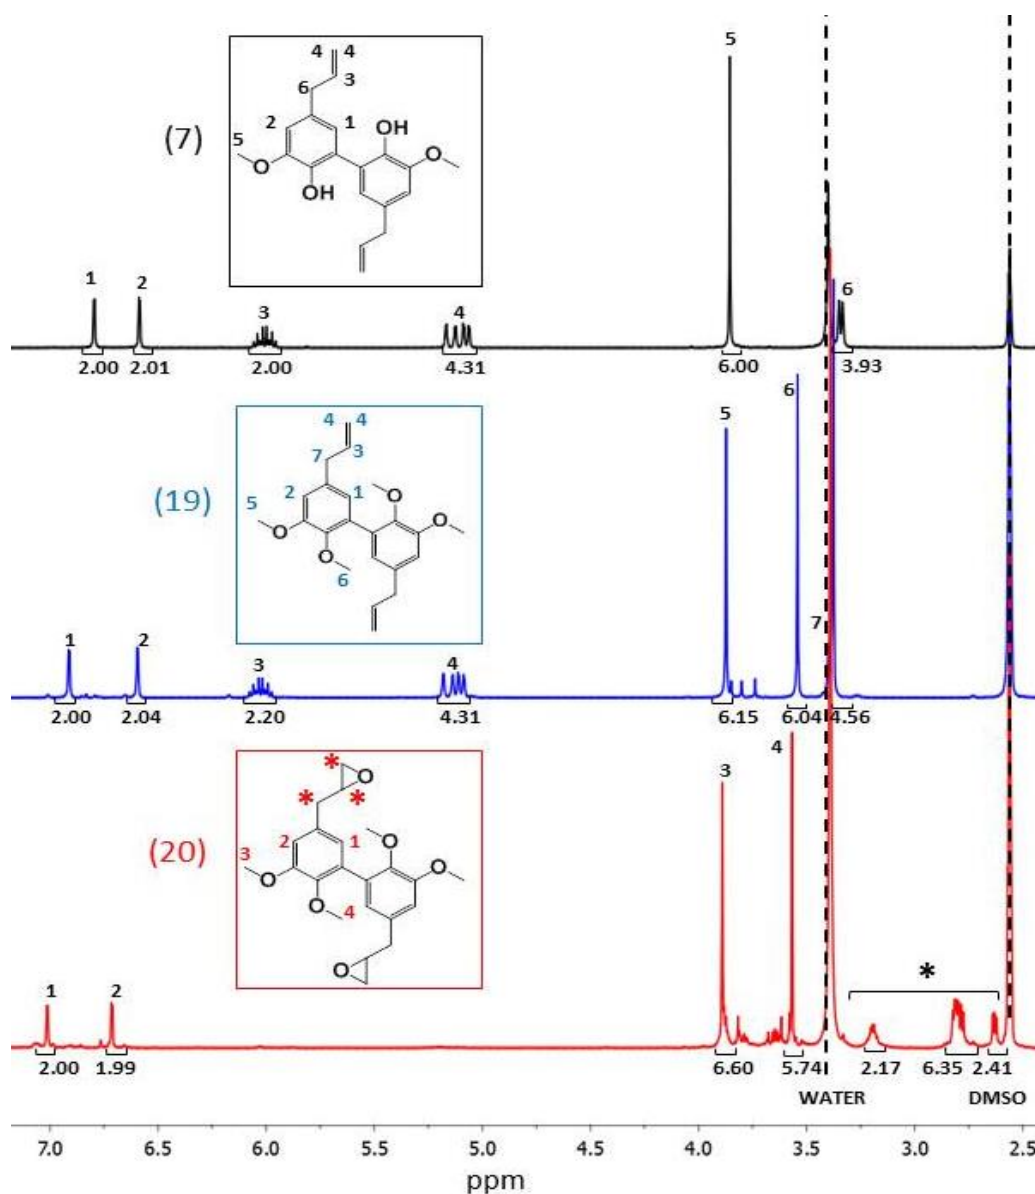 5
4 4
6 3
(7)
2 1 OH
5
O O
OH
1 2 3 4 6
2.00 2.01 2.00 4.31 6.00 3.93
4 4
7 3
5 6
(19)
2 1 O
5
O O
O
6
7
1 2 3 4
2.00 2.04 2.20 4.31 6.15 6.04 4.56
* O
* *
3 4
(20)
2 1 O
3
O O
O 4
O
*
1 2
2.00 1.99 6.60 5.74 2.17 6.35 2.41
WATER DMSO
7.0 6.5 6.0 5.5 5.0 4.5 4.0 3.5 3.0 2.5
ppm